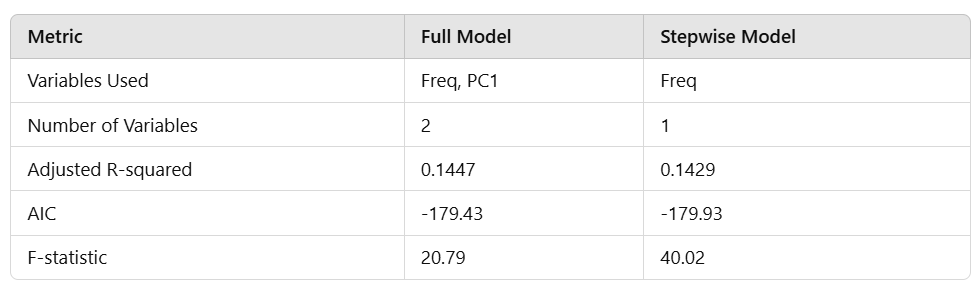 Metric Full Model Stepwise Model
Variables Used Freq, PC1 Freq
Number of Variables 2 1
Adjusted R-squared 0.1447 0.1429
AIC -179.43 -179.93
F-statistic 20.79 40.02